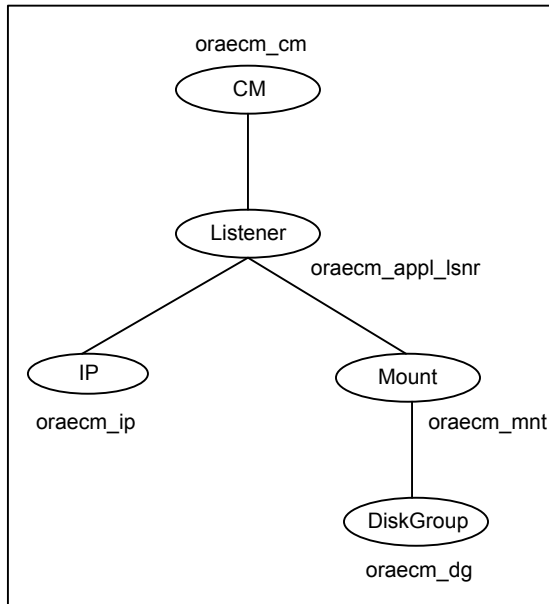 oraecm_cm
CM
Listener
oraecm_appl_lsnr
IP
Mount
oraecm_ip
oraecm_mnt
DiskGroup
oraecm_dg